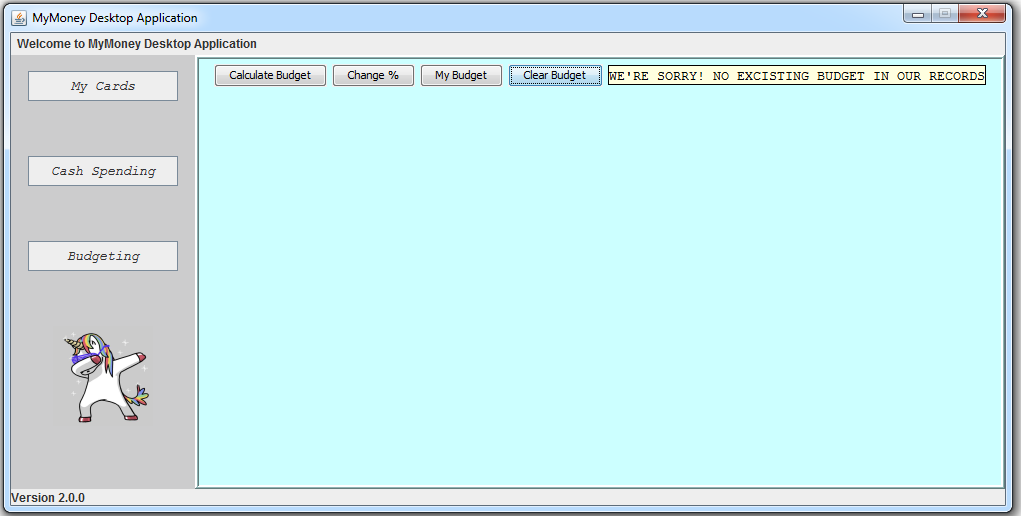 MyMoney Desktop Application
Welcome to MyMoney Desktop Application
My Cards
Calculate Budget Change % My Budget Clear Budget WE'RE SORRY! NO EXCISTING BUDGET IN OUR RECORDS
Cash Spending
Budgeting
Version 2.0.0